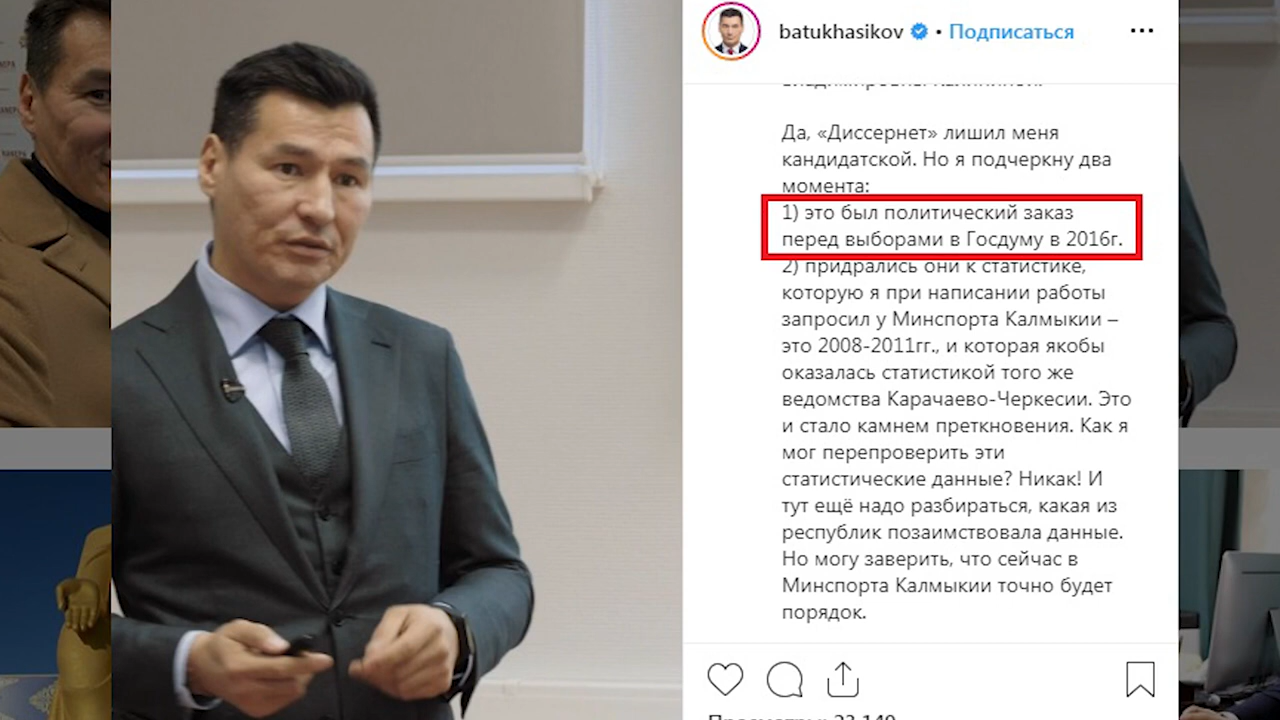 batukhasikov • Подписаться
Да, «Диссернет» лишил меня
кандидатской. Но я подчеркну два
момента:
1) это был политический заказ
перед выборами в Госдуму в 2016г.
2) придрались они к статистике,
которую я при написании работы
запросил у Минспорта Калмыкии –
это 2008-2011гг., и которая якобы
оказалась статистикой того же
ведомства Карачаево-Черкесии. Это
и стало камнем преткновения. Как я
мог перепроверить эти
статистические данные? Никак! И
тут ещё надо разбираться, какая из
республик позаимствовала данные.
Но могу заверить, что сейчас в
Минспорта Калмыкии точно будет
порядок.